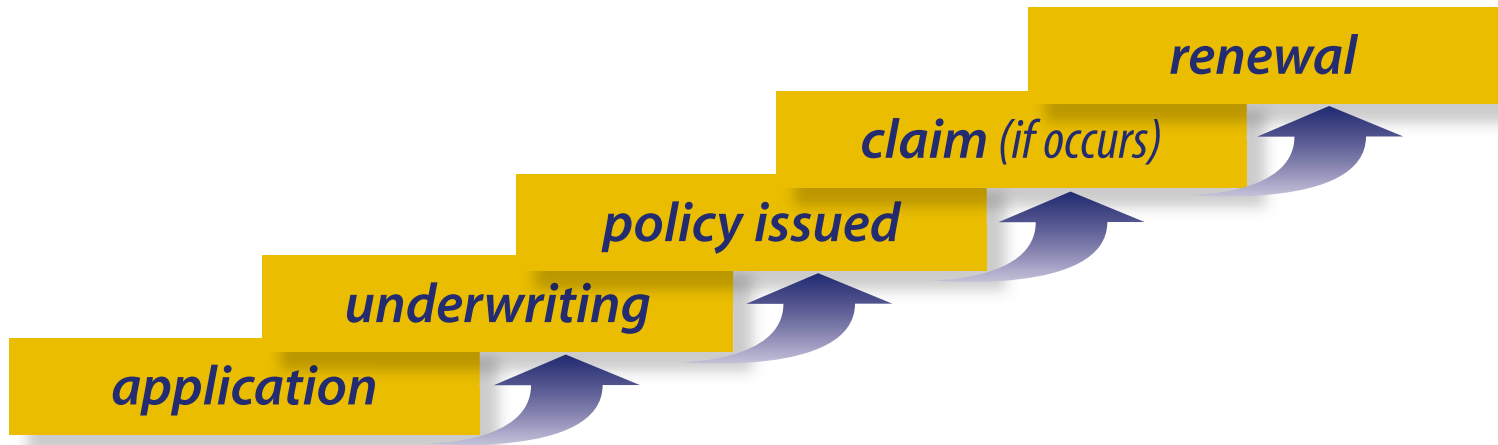 renewal
claim (if occurs)
policy issued
underwriting
application